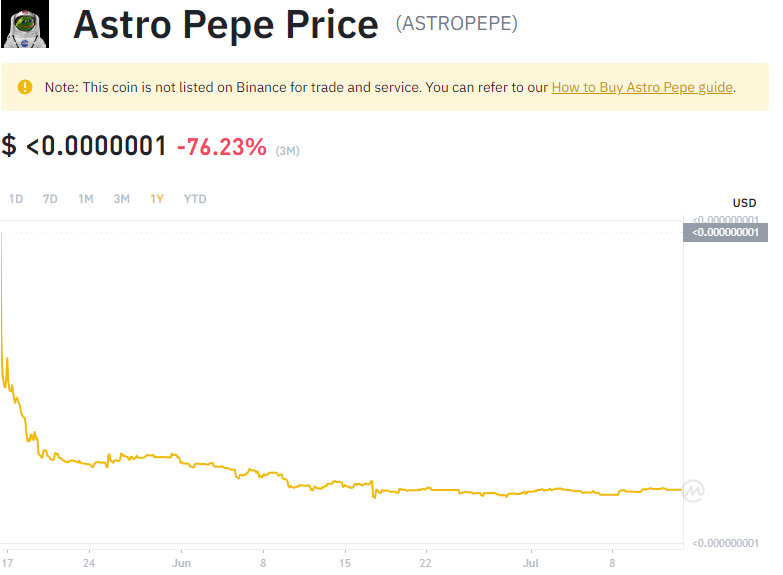 Astro Pepe Price (ASTROPEPE)
Note: This coin is not listed on Binance for trade and service. You can refer to our How to Buy Astro Pepe guide.
$ <0.0000001 -76.23% (3M)
1D 7D 1M 3M 1Y YTD
USD
<0.000000001
<0.000000001
<0.000000001
17 24 Jun 8 15 22 Jul 8